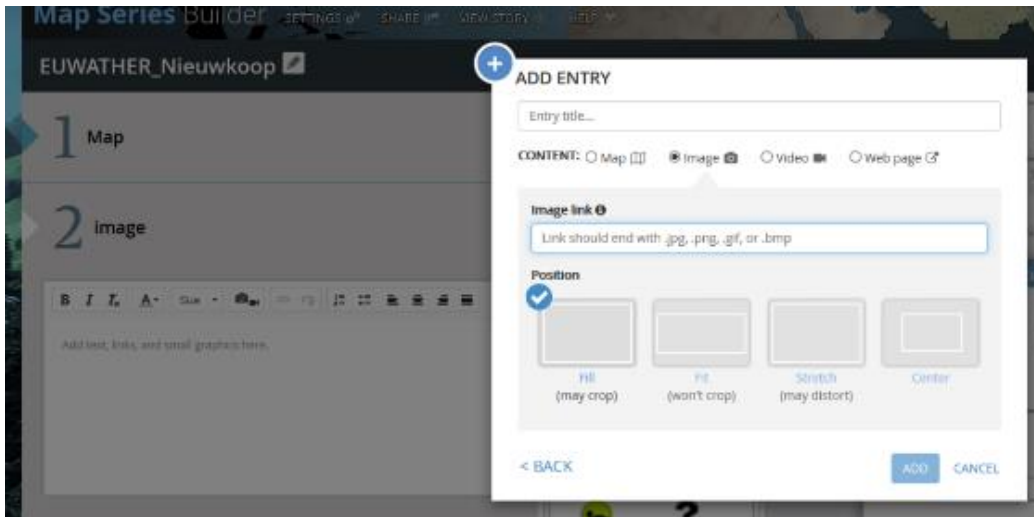 Map Series Builder SETTINGS SHARE VIEW STORY HELP
EUWATHER_Nieuwkoop
ADD ENTRY
Entry title...
1 Map
CONTENT: Map Image Video Web page
2 image
Image link
Link should end with .jpg, .png, .gif, or .bmp
Position
B I Tx A Size
Add text, links, and small graphics here.
Fill Fit Stretch Center
(may crop) (won't crop) (may distort)
< BACK ADD CANCEL
?